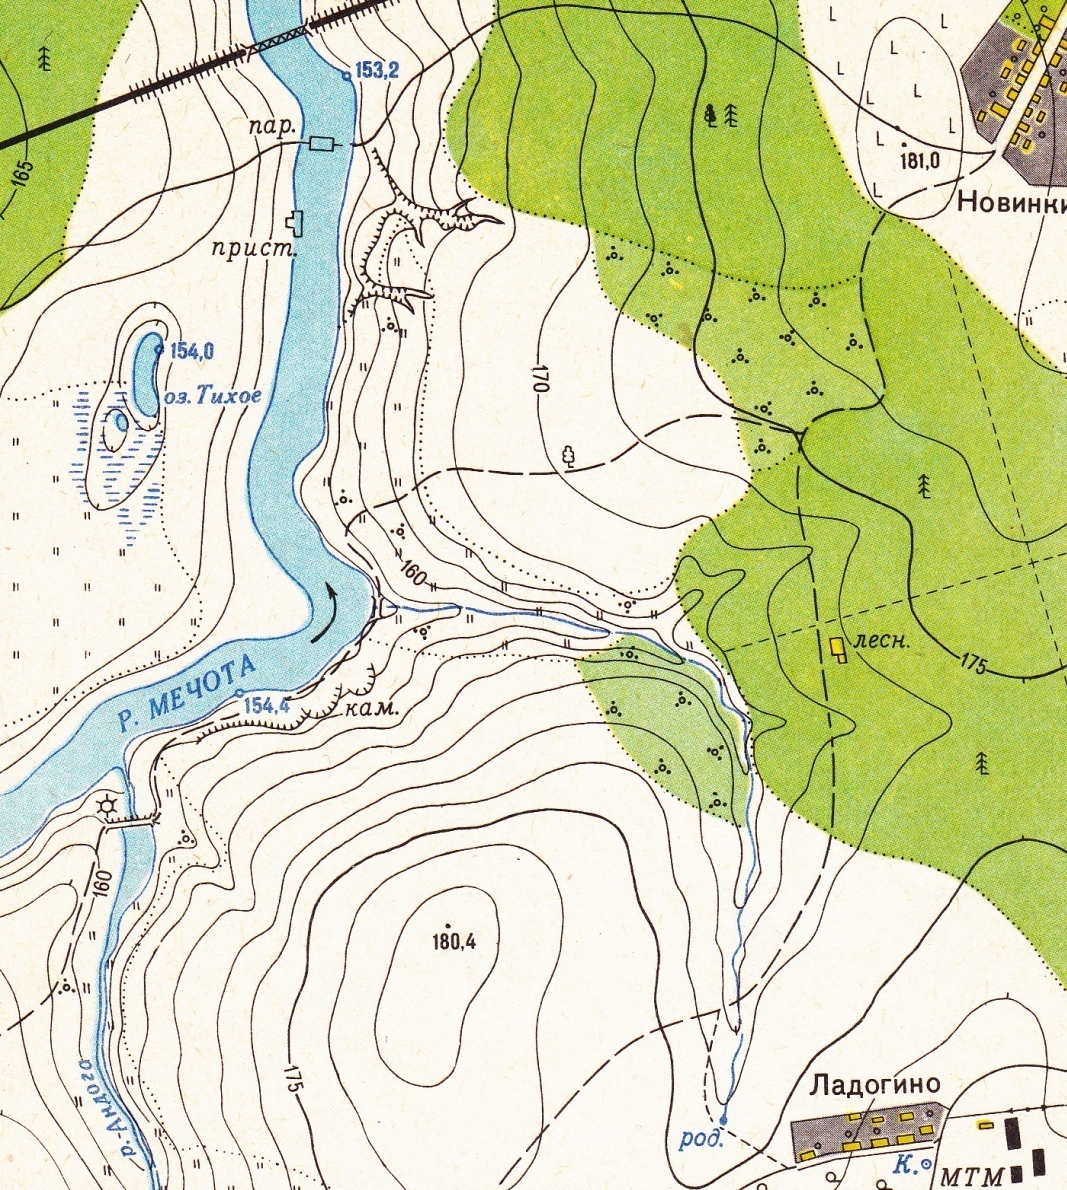 153,2
пар.
181,0
165
Новинки
прист.
154,0
170
оз. Тихое
160
лесн.
175
Р. МЕЧОТА
154,4
кам.
160
180,4
175
р. Андога
Ладогино
род.
К.
МТМ